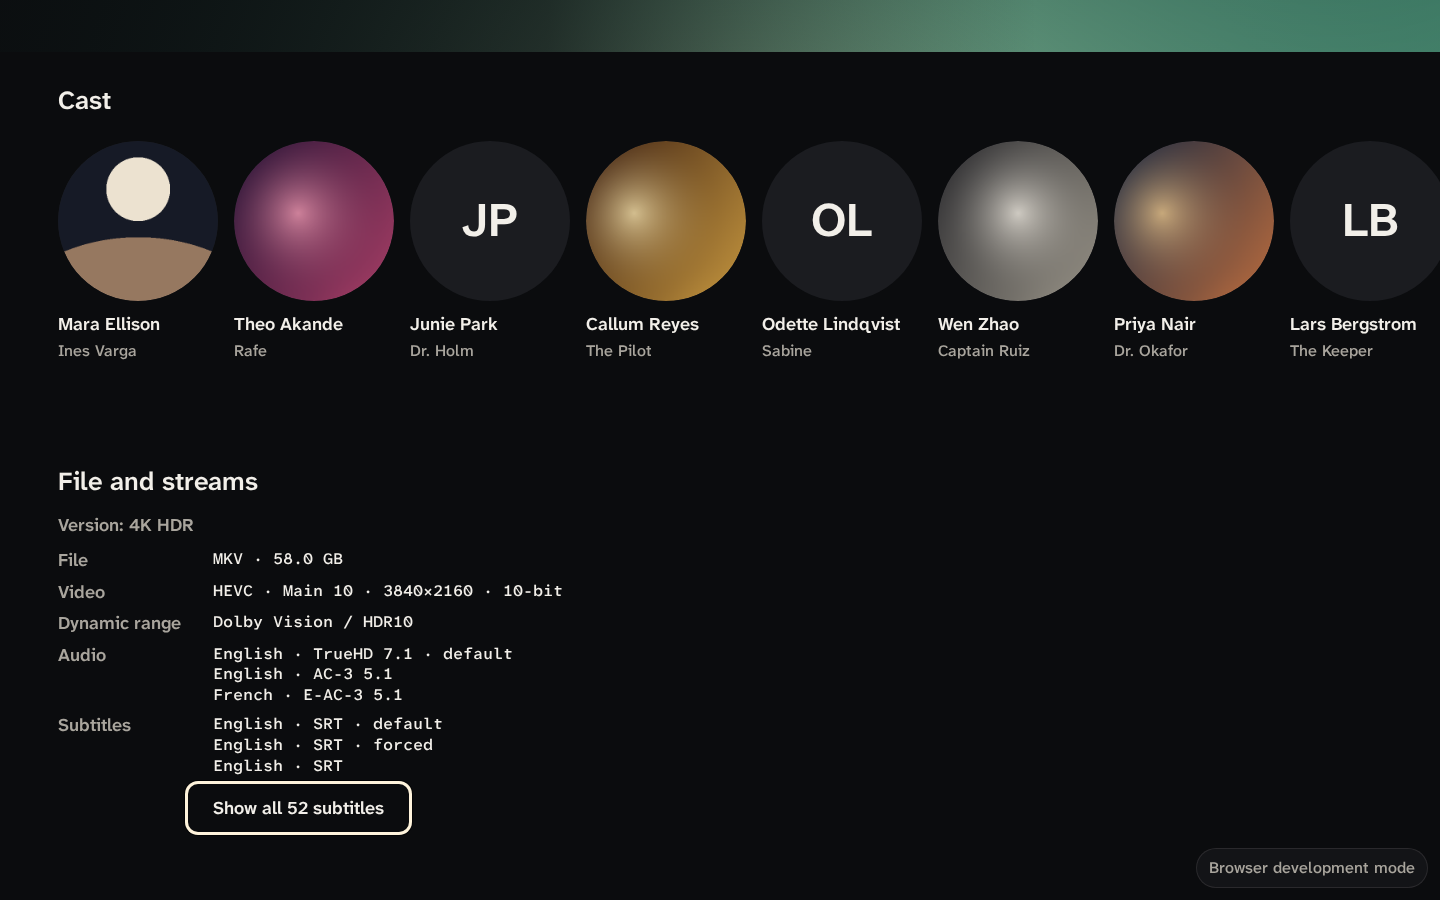 Cast
JP
OL
LB
Mara Ellison
Theo Akande
Junie Park
Callum Reyes
Odette Lindqvist
Wen Zhao
Priya Nair
Lars Bergstrom
Ines Varga
Rafe
Dr. Holm
The Pilot
Sabine
Captain Ruiz
Dr. Okafor
The Keeper
File and streams
Version: 4K HDR
File MKV · 58.0 GB
Video HEVC · Main 10 · 3840×2160 · 10-bit
Dynamic range Dolby Vision / HDR10
Audio English · TrueHD 7.1 · default
English · AC-3 5.1
French · E-AC-3 5.1
Subtitles English · SRT · default
English · SRT · forced
English · SRT
Show all 52 subtitles
Browser development mode